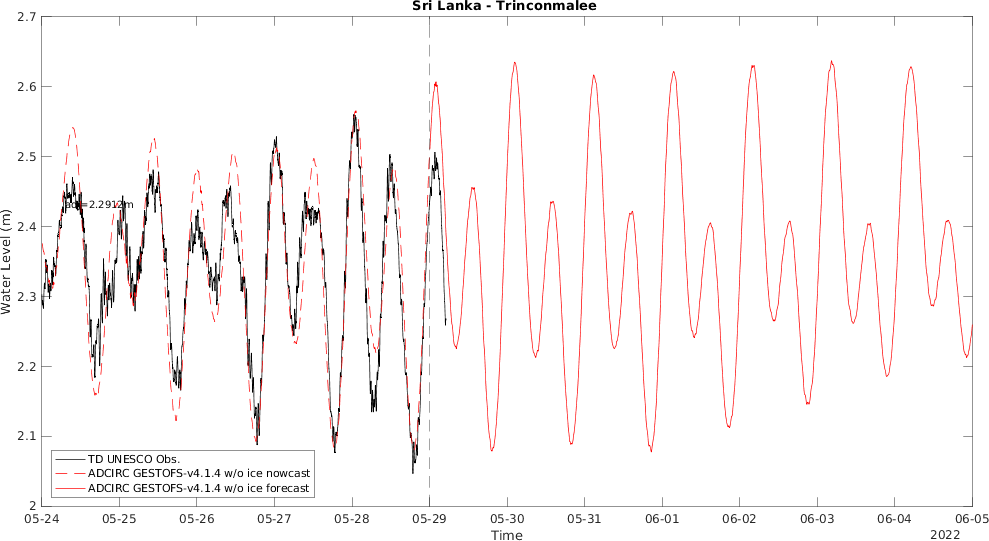 Sri Lanka - Trinconmalee
2.7
2.6
2.5
2.4
2.3
2.2
2.1
2
Water Level (m)
=2.2912m
TD UNESCO Obs.
ADCIRC GESTOFS-v4.1.4 w/o ice nowcast
ADCIRC GESTOFS-v4.1.4 w/o ice forecast
05-24 05-25 05-26 05-27 05-28 05-29 05-30 05-31 06-01 06-02 06-03 06-04 06-05
Time
2022